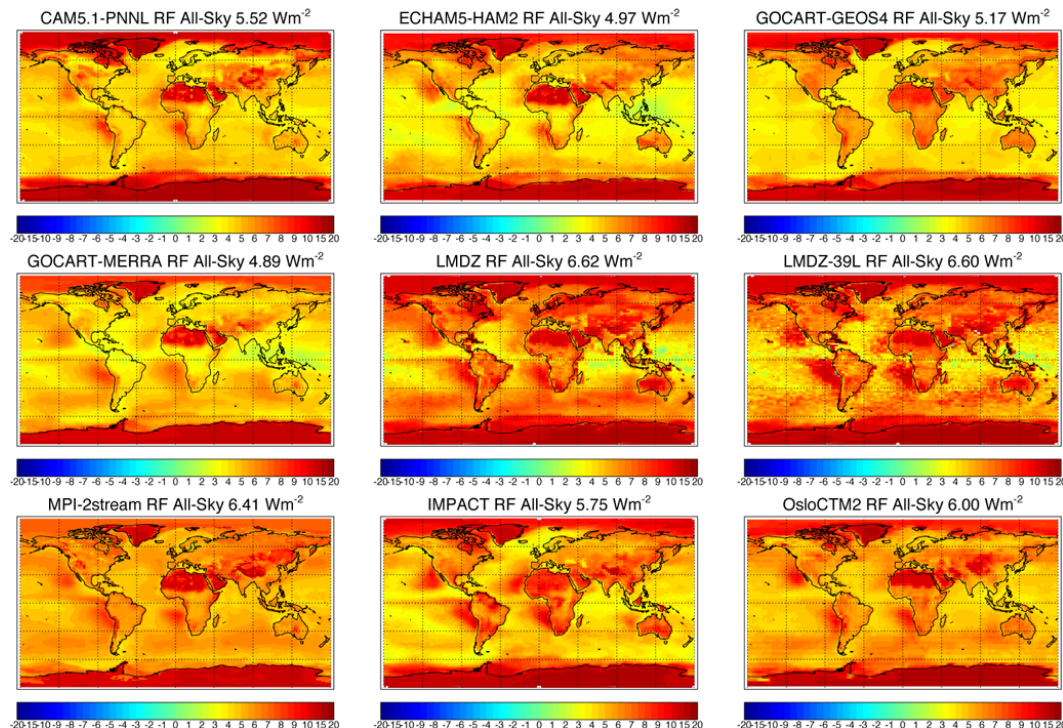 CAM5.1-PNNL RF All-Sky 5.52 Wm-2
ECHAM5-HAM2 RF All-Sky 4.97 Wm-2
GOCART-GEOS4 RF All-Sky 5.17 Wm-2
-20-15-10-9 -8 -7 -6 -5 -4 -3 -2 -1 0 1 2 3 4 5 6 7 8 9 10 15 20
-20-15-10-9 -8 -7 -6 -5 -4 -3 -2 -1 0 1 2 3 4 5 6 7 8 9 10 15 20
-20-15-10-9 -8 -7 -6 -5 -4 -3 -2 -1 0 1 2 3 4 5 6 7 8 9 10 15 20
GOCART-MERRA RF All-Sky 4.89 Wm-2
LMDZ RF All-Sky 6.62 Wm-2
LMDZ-39L RF All-Sky 6.60 Wm-2
-20-15-10-9 -8 -7 -6 -5 -4 -3 -2 -1 0 1 2 3 4 5 6 7 8 9 10 15 20
-20-15-10-9 -8 -7 -6 -5 -4 -3 -2 -1 0 1 2 3 4 5 6 7 8 9 10 15 20
-20-15-10-9 -8 -7 -6 -5 -4 -3 -2 -1 0 1 2 3 4 5 6 7 8 9 10 15 20
MPI-2stream RF All-Sky 6.41 Wm-2
IMPACT RF All-Sky 5.75 Wm-2
OsloCTM2 RF All-Sky 6.00 Wm-2
-20-15-10-9 -8 -7 -6 -5 -4 -3 -2 -1 0 1 2 3 4 5 6 7 8 9 10 15 20
-20-15-10-9 -8 -7 -6 -5 -4 -3 -2 -1 0 1 2 3 4 5 6 7 8 9 10 15 20
-20-15-10-9 -8 -7 -6 -5 -4 -3 -2 -1 0 1 2 3 4 5 6 7 8 9 10 15 20